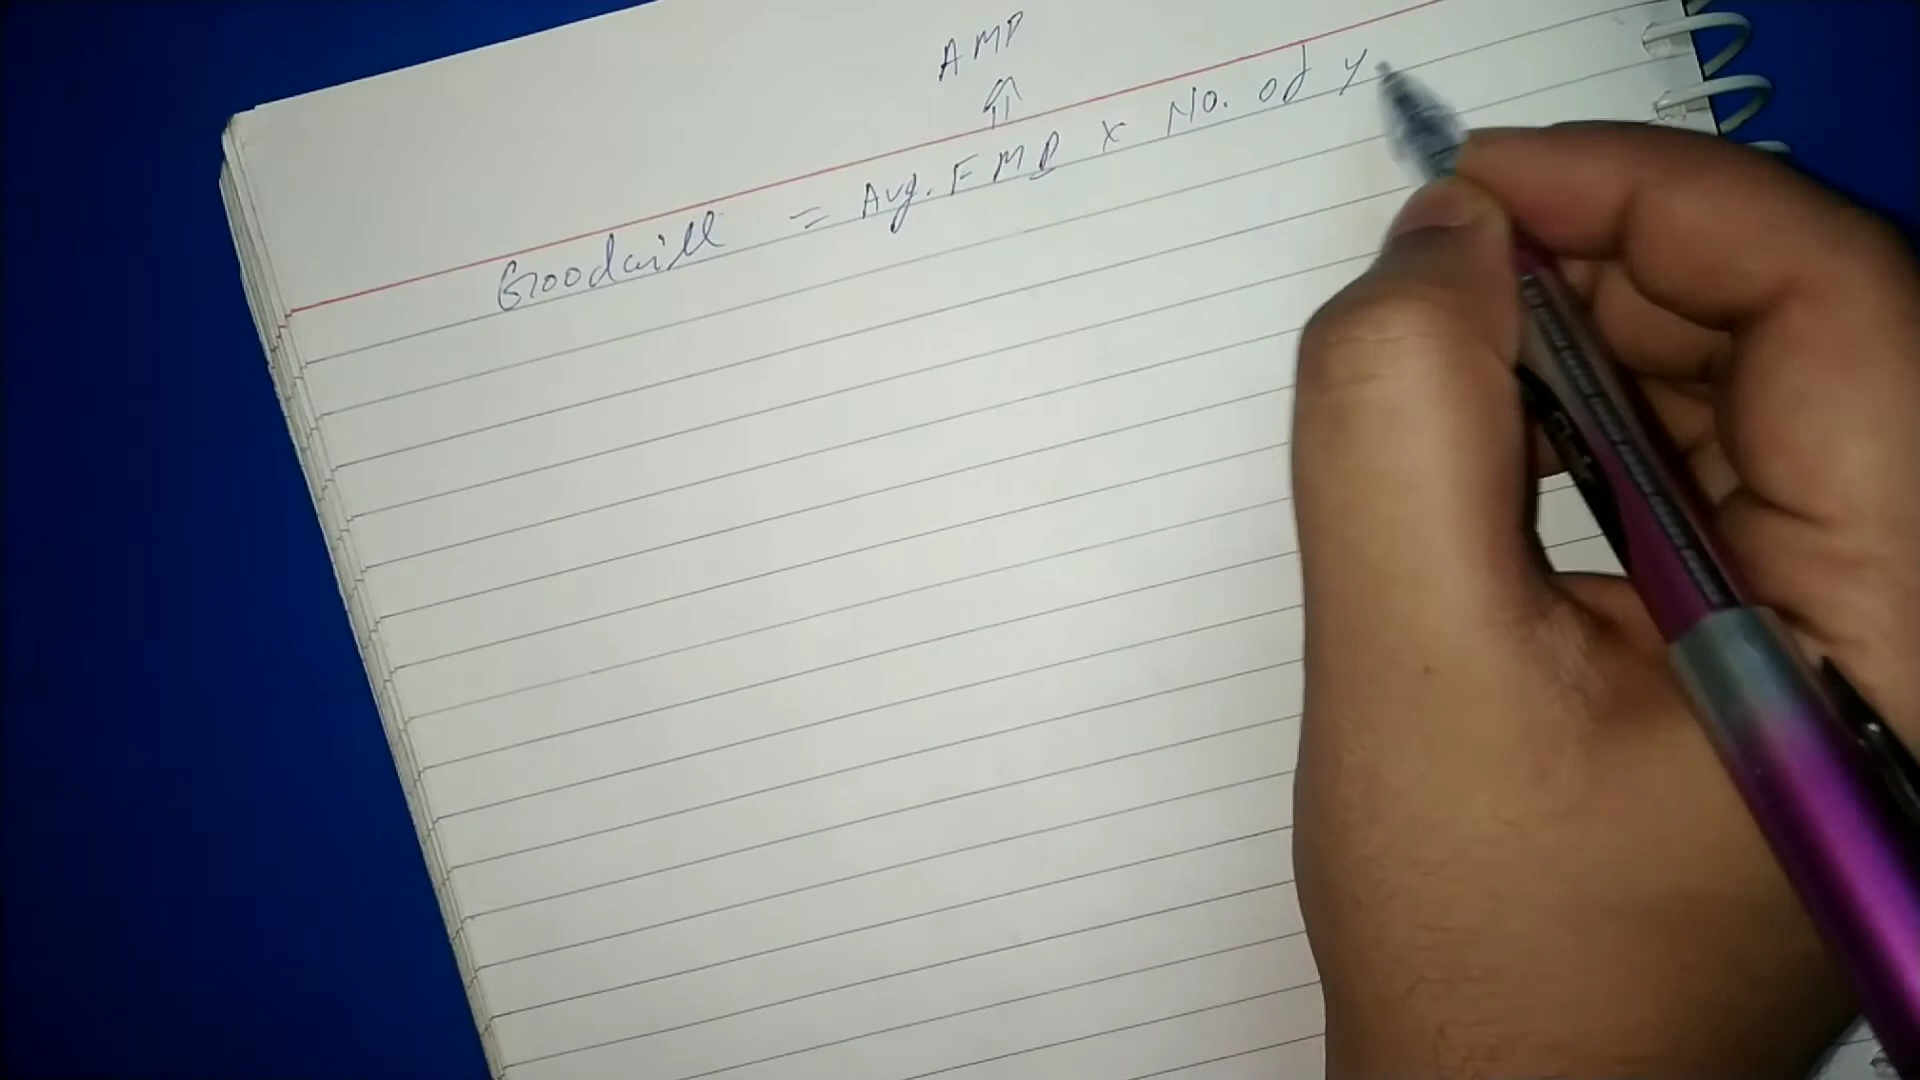 AMP
Goodwill = Avg. FMP x No. of y